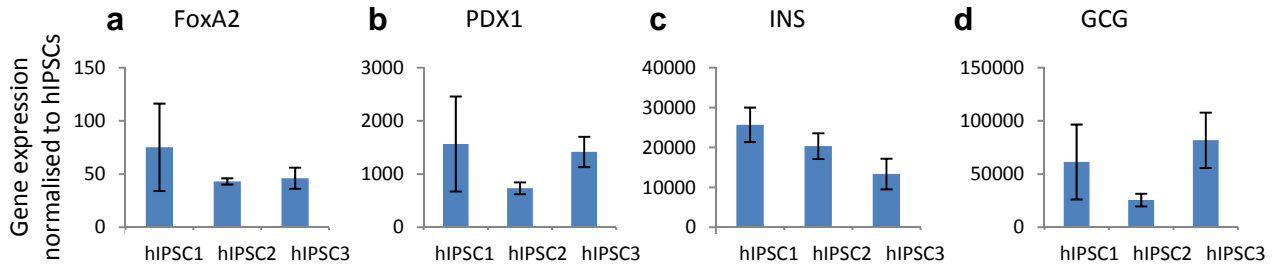 a FoxA2
b PDX1
c INS
d GCG
Gene expression
normalised to hIPSCs
150
100
50
0
hIPSC1 hIPSC2 hIPSC3
3000
2000
1000
0
hIPSC1 hIPSC2 hIPSC3
40000
30000
20000
10000
0
hIPSC1 hIPSC2 hIPSC3
150000
100000
50000
0
hIPSC1 hIPSC2 hIPSC3